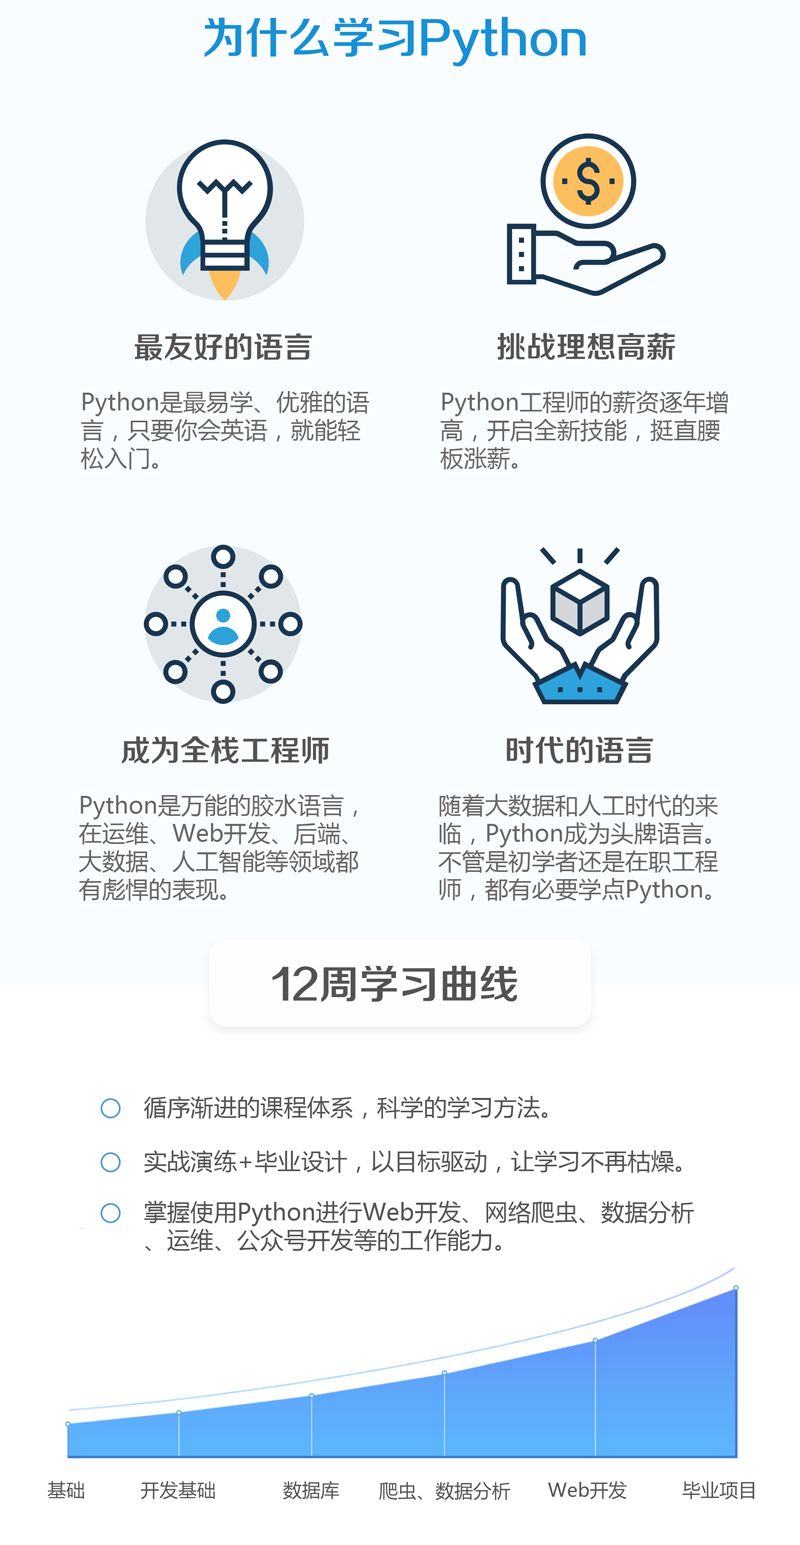 为什么学习Python
最友好的语言
Python是最易学、优雅的语
言，只要你会英语，就能轻
松入门。
挑战理想高薪
Python工程师的薪资逐年增
高，开启全新技能，挺直腰
板涨薪。
成为全栈工程师
Python是万能的胶水语言，
在运维、Web开发、后端、
大数据、人工智能等领域都
有彪悍的表现。
时代的语言
随着大数据和人工时代的来
临，Python成为头牌语言。
不管是初学者还是在职工程
师，都有必要学点Python。
12周学习曲线
循序渐进的课程体系，科学的学习方法。
实战演练+毕业设计，以目标驱动，让学习不再枯燥。
掌握使用Python进行Web开发、网络爬虫、数据分析
、运维、公众号开发等的工作能力。
基础 开发基础 数据库 爬虫、数据分析 Web开发 毕业项目